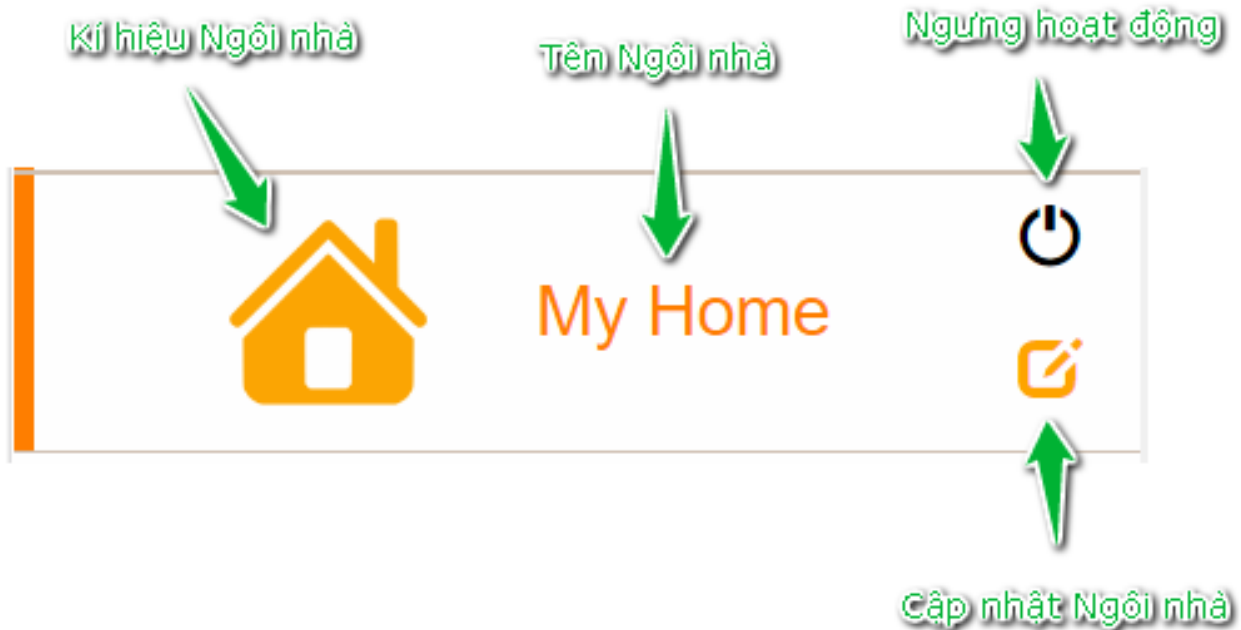 Kí hiệu Ngôi nhà
Tên Ngôi nhà
Ngưng hoạt động
My Home
Cập nhật Ngôi nhà